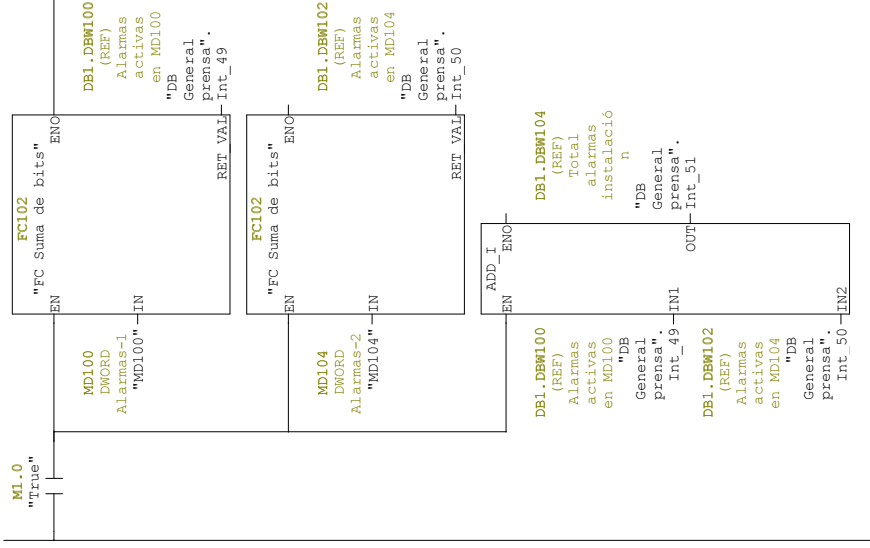 M1.0
"True"
FC102
"FC Suma de bits"
EN
ENO
MD100
DWORD
Alarmas-1
"MD100"
IN
RET_VAL
DB1.DBW100
(REF)
Alarmas
activas
en MD100
"DB
General
prensa".
Int_49
FC102
"FC Suma de bits"
EN
ENO
MD104
DWORD
Alarmas-2
"MD104"
IN
RET VAL
DB1.DBW102
(REF)
Alarmas
activas
en MD104
"DB
General
prensa".
Int_50
ADD_I
EN
ENO
DB1.DBW100
(REF)
Alarmas
activas
en MD100
"DB
General
prensa".
Int_49
IN1
DB1.DBW102
(REF)
Alarmas
activas
en MD104
"DB
General
prensa".
Int_50
IN2
OUT
DB1.DBW104
(REF)
Total
alarmas
instalació
n
"DB
General
prensa".
Int_51